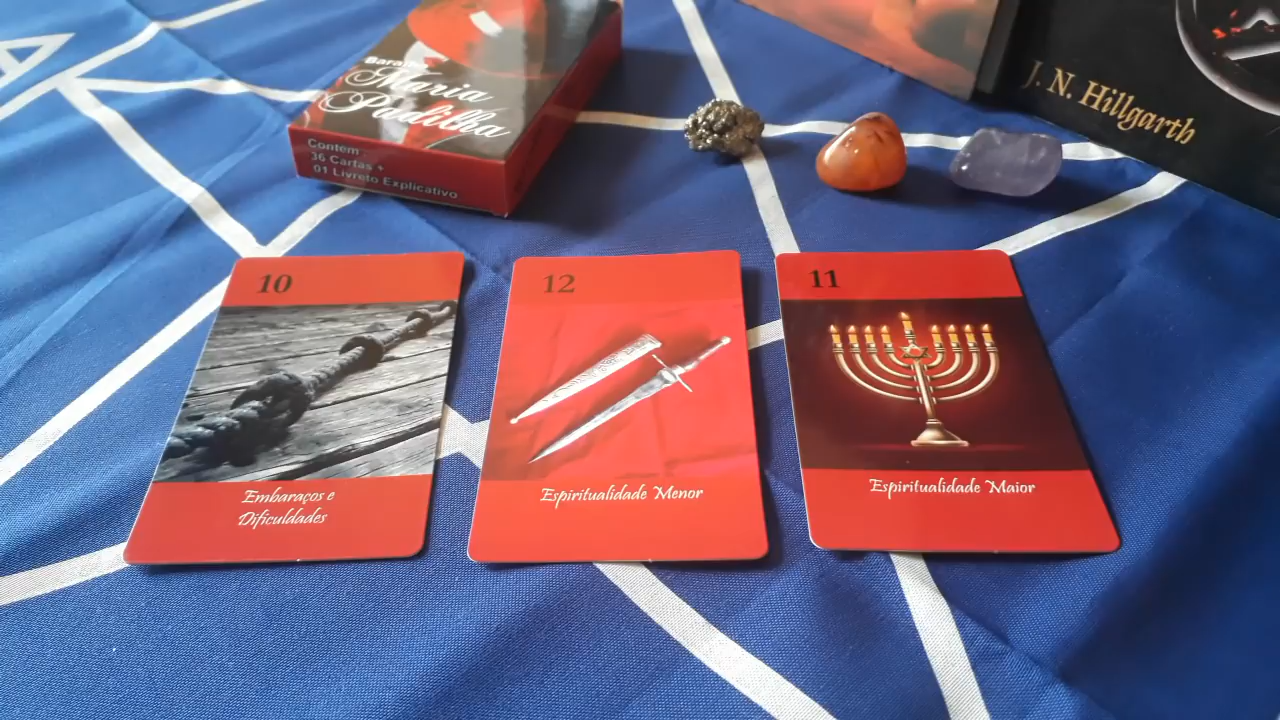 Maria
Padilha
Contem
36 Cartas +
01 Livreto Explicativo
J. N. Hillgarth
10
Embaraços e
Dificuldades
12
Espiritualidade Menor
11
Espiritualidade Maior